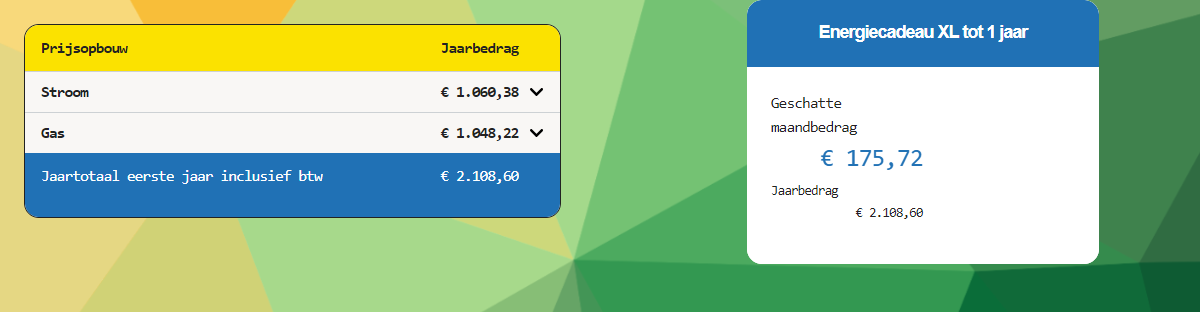 Prijsopbouw Jaarbedrag
Stroom € 1.060,38
Gas € 1.048,22
Jaartotaal eerste jaar inclusief btw € 2.108,60
Energiecadeau XL tot 1 jaar
Geschatte
maandbedrag
€ 175,72
Jaarbedrag
€ 2.108,60